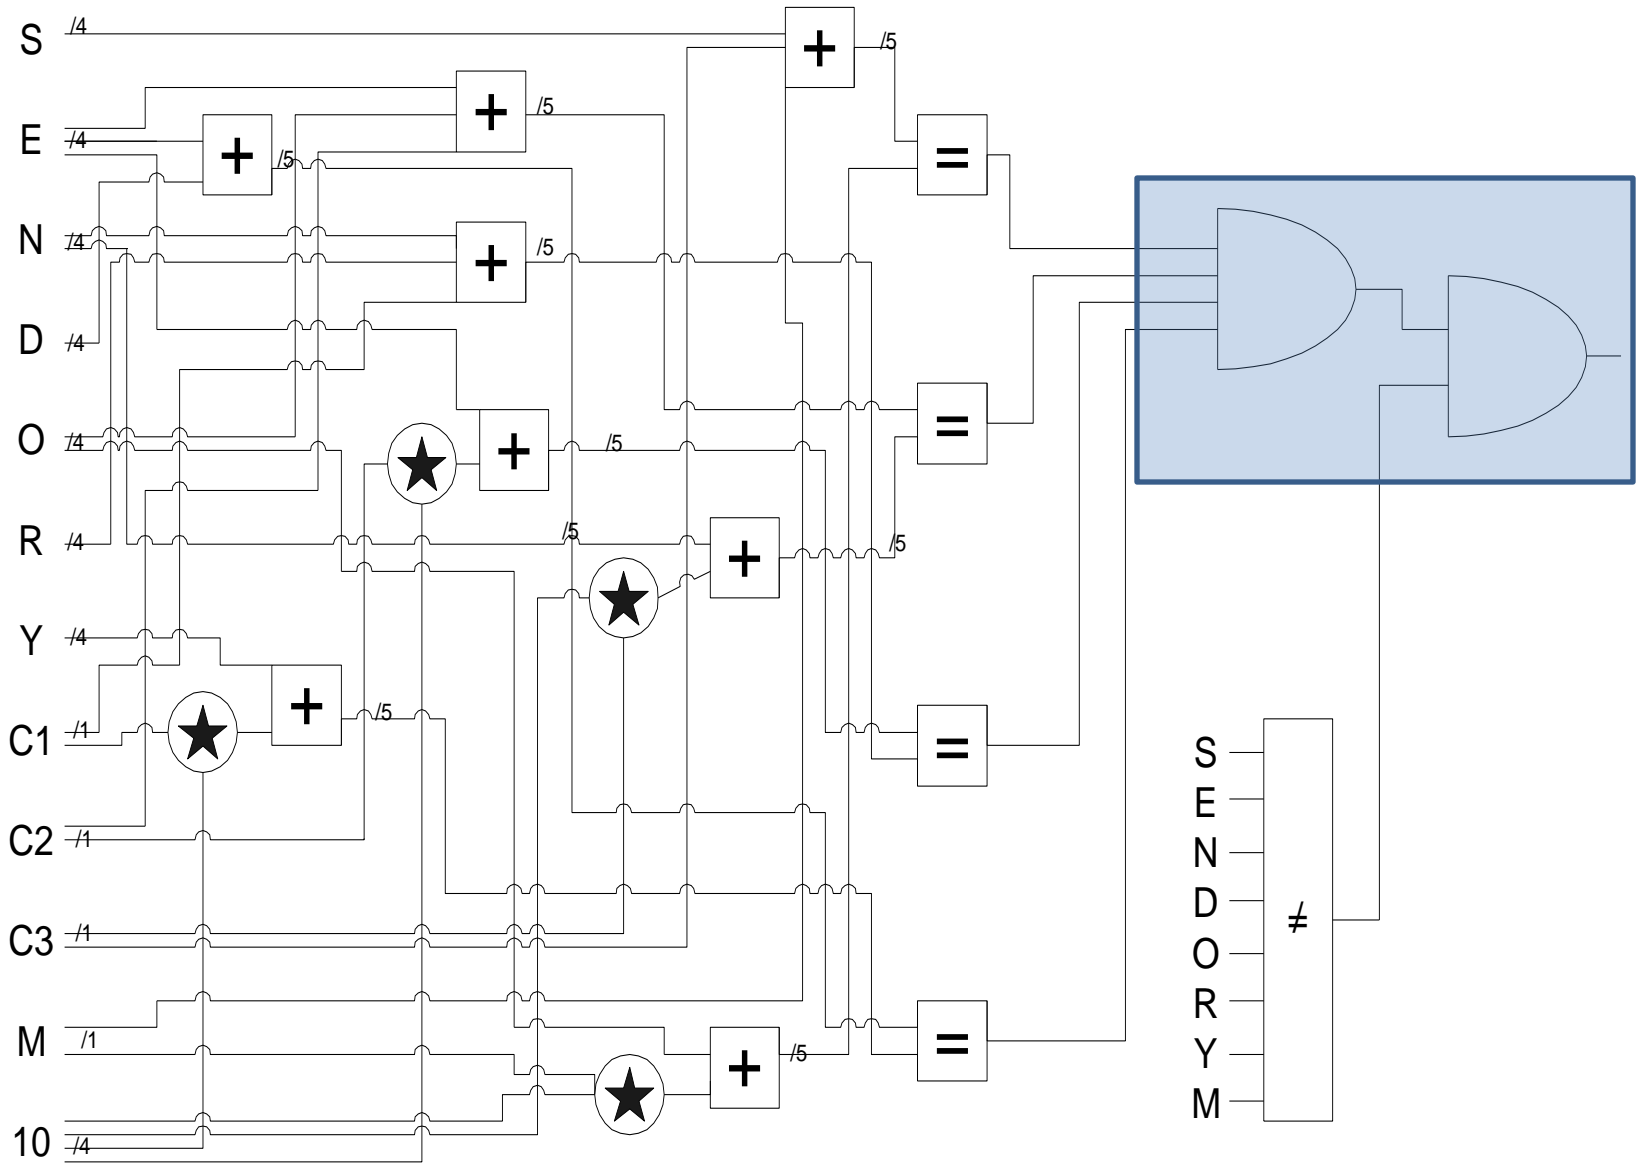 S /4
+ /5
+ /5
E /4
+ /5
=
N /4
+ /5
D /4
=
O /4
+ /5
R /4
/5
+ /5
Y /4
+ /5
C1 /1
=
C2 /1
C3 /1
M /1
=
+ /5
10 /4
S
E
N
D
≠
O
R
Y
M